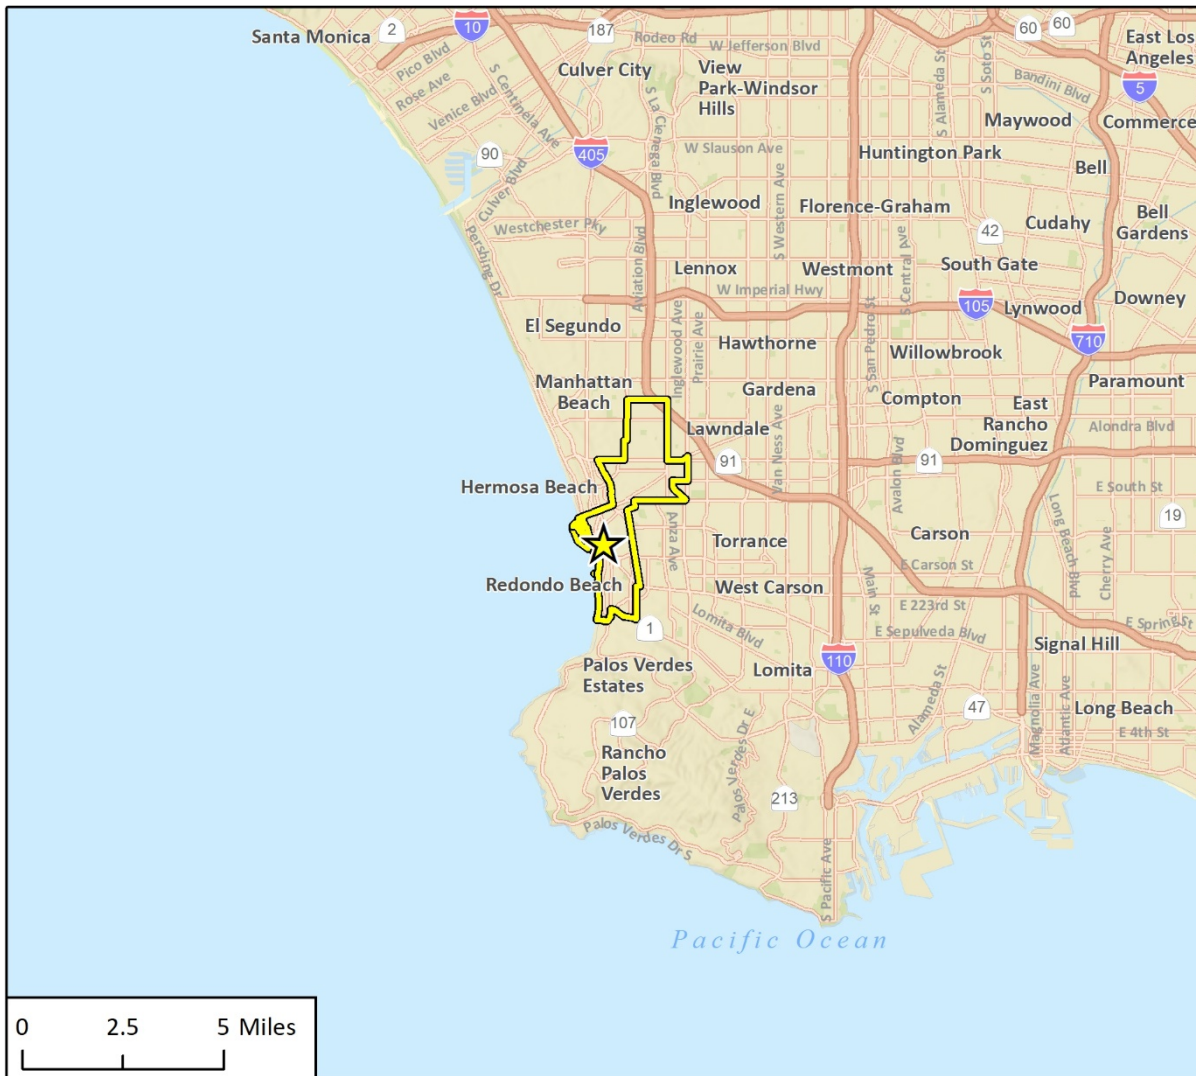 Santa Monica
2
10
187
Rodeo Rd
W Jefferson Blvd
60
60
East Los
Angeles
Pico Blvd
Culver City
View
Park-Windsor
Hills
S Alameda St
S Soto St
Bandini Blvd
5
Rose Ave
S Centinela Ave
S La Cienega Blvd
Venice Blvd
Maywood
Commerce
90
405
W Slauson Ave
Huntington Park
Bell
Culver Blvd
Inglewood
S Western Ave
Florence-Graham
Cudahy
Bell
Gardens
Westchester Pky
42
Pershing Dr
Aviation Blvd
Lennox
Westmont
S Central Ave
South Gate
W Imperial Hwy
105
Lynwood
Downey
El Segundo
Inglewood Ave
Prairie Ave
Hawthorne
S San Pedro St
Willowbrook
710
Manhattan
Beach
Gardena
Compton
Paramount
East
Rancho
Dominguez
Lawndale
Van Ness Ave
Alondra Blvd
91
91
Avalon Blvd
Hermosa Beach
E South St
Long Beach Blvd
19
Anza Ave
Torrance
Carson
Cherry Ave
E Carson St
Redondo Beach
West Carson
Main St
E 223rd St
1
Lomita Blvd
E Sepulveda Blvd
E Spring St
Signal Hill
Palos Verdes
Estates
Lomita
110
Alameda St
47
Magnolia Ave
Atlantic Ave
Long Beach
E 4th St
107
Palos Verdes Dr E
Rancho
Palos
Verdes
213
Palos Verdes Dr S
S Pacific Ave
Pacific Ocean
0 2.5 5 Miles